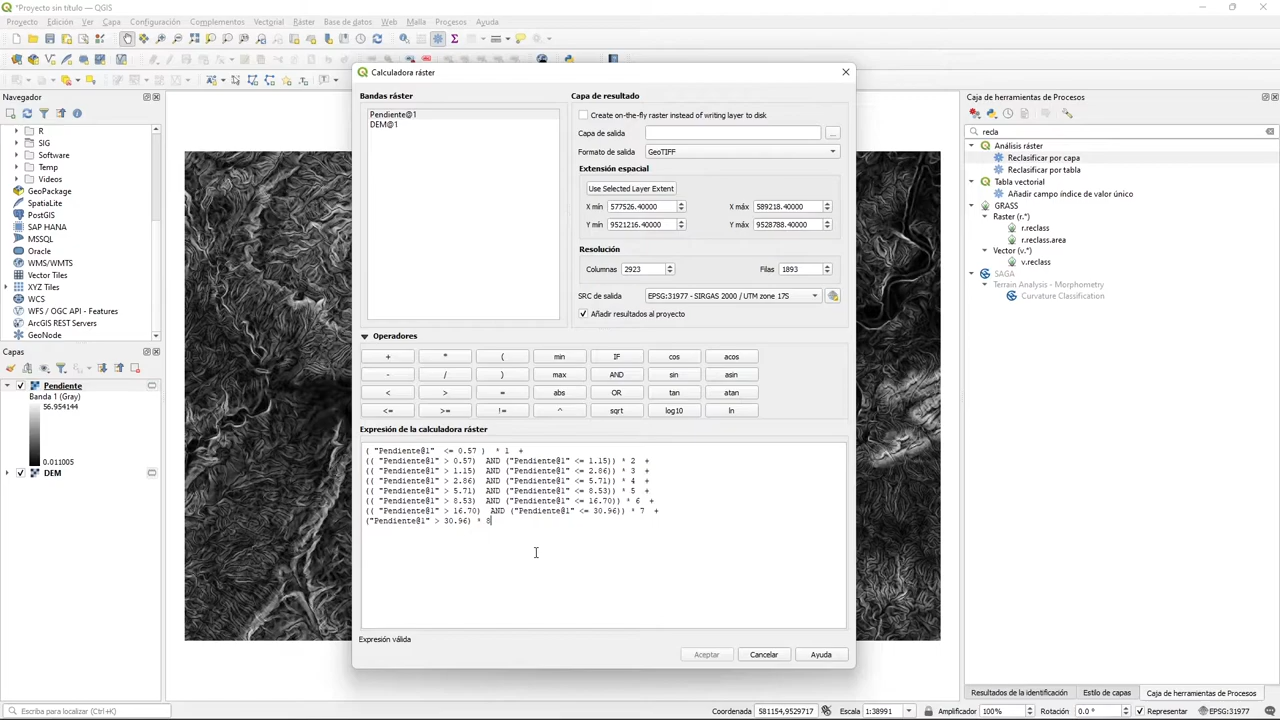 *Proyecto sin título — QGIS
Proyecto Edición Ver Capa Configuración Complementos Vectorial Ráster Base de datos Web Malla Procesos Ayuda
Navegador
R
SIG
Software
Temp
Videos
GeoPackage
SpatiaLite
PostGIS
SAP HANA
MSSQL
Oracle
WMS/WMTS
Vector Tiles
XYZ Tiles
WCS
WFS / OGC API - Features
ArcGIS REST Servers
GeoNode
Capas
Pendiente
Banda 1 (Gray)
56.954144
0.011005
DEM
Calculadora ráster
Bandas ráster
Pendiente@1
DEM@1
Capa de resultado
Create on-the-fly raster instead of writing layer to disk
Capa de salida
...
Formato de salida GeoTIFF
Extensión espacial
Use Selected Layer Extent
X mín 577526.40000 X máx 589218.40000
Y mín 9521216.40000 Y máx 9528788.40000
Resolución
Columnas 2923 Filas 1893
SRC de salida EPSG:31977 - SIRGAS 2000 / UTM zone 17S
Añadir resultados al proyecto
Operadores
+ * ( min IF cos acos
- / ) max AND sin asin
< > = abs OR tan atan
<= >= != ^ sqrt log10 ln
Expresión de la calculadora ráster
( "Pendiente@1" <= 0.57 ) * 1 +
(( "Pendiente@1" > 0.57) AND ("Pendiente@1" <= 1.15)) * 2 +
(( "Pendiente@1" > 1.15) AND ("Pendiente@1" <= 2.86)) * 3 +
(( "Pendiente@1" > 2.86) AND ("Pendiente@1" <= 5.71)) * 4 +
(( "Pendiente@1" > 5.71) AND ("Pendiente@1" <= 8.53)) * 5 +
(( "Pendiente@1" > 8.53) AND ("Pendiente@1" <= 16.70)) * 6 +
(( "Pendiente@1" > 16.70) AND ("Pendiente@1" <= 30.96)) * 7 +
("Pendiente@1" > 30.96) * 8
Expresión válida
Aceptar Cancelar Ayuda
Caja de herramientas de Procesos
recla
Análisis ráster
Reclasificar por capa
Reclasificar por tabla
Tabla vectorial
Añadir campo índice de valor único
GRASS
Raster (r.*)
r.reclass
r.reclass.area
Vector (v.*)
v.reclass
SAGA
Terrain Analysis - Morphometry
Curvature Classification
Resultados de la identificación Estilo de capas Caja de herramientas de Procesos
Escriba para localizar (Ctrl+K)
Coordenada 581154,9529717 Escala 1:38991 Amplificador 100% Rotación 0.0 ° Representar EPSG:31977